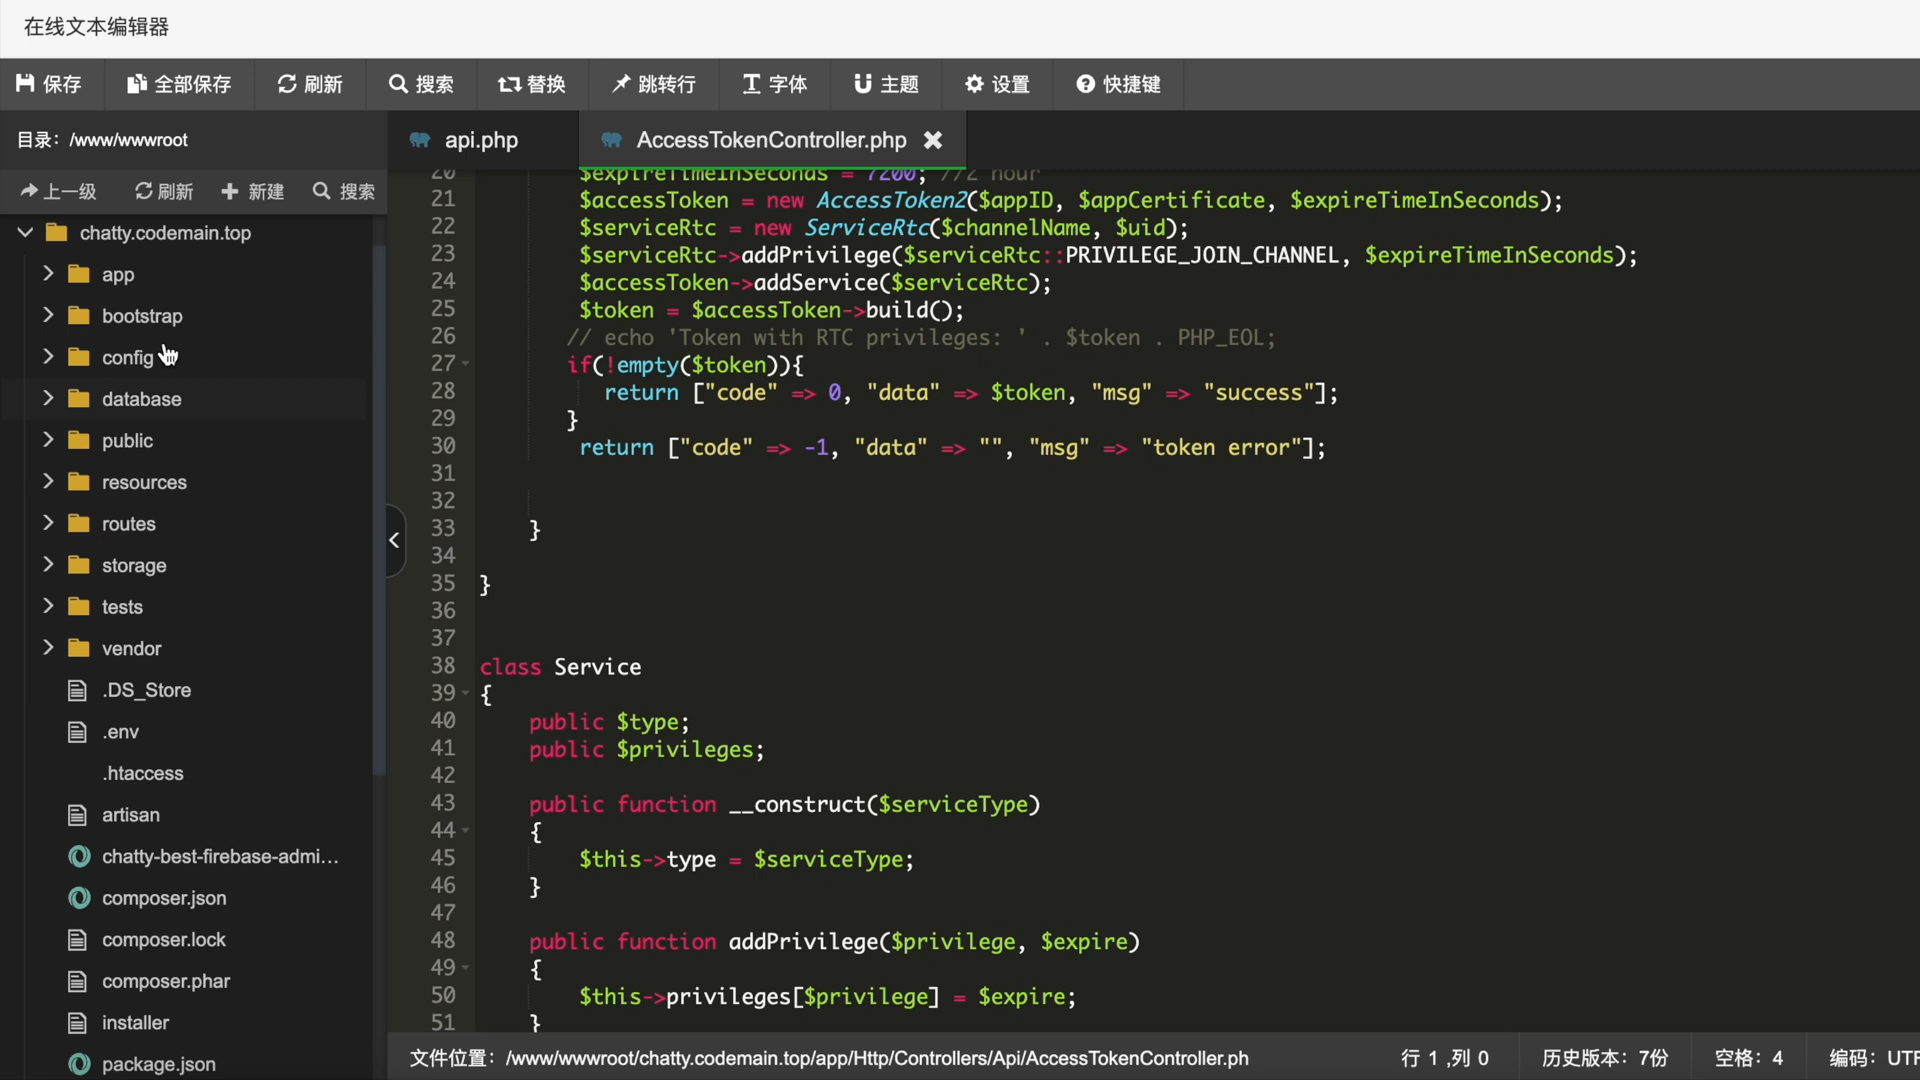 在线文本编辑器
保存 全部保存 刷新 搜索 替换 跳转行 字体 主题 设置 快捷键
目录: /www/wwwroot
api.php AccessTokenController.php
上一级 刷新 新建 搜索
chatty.codemain.top
app
bootstrap
config
database
public
resources
routes
storage
tests
vendor
.DS_Store
.env
.htaccess
artisan
chatty-best-firebase-admi...
composer.json
composer.lock
composer.phar
installer
package.json
20 $expireTimeInSeconds = 7200; //2 hour
21 $accessToken = new AccessToken2($appID, $appCertificate, $expireTimeInSeconds);
22 $serviceRtc = new ServiceRtc($channelName, $uid);
23 $serviceRtc->addPrivilege($serviceRtc::PRIVILEGE_JOIN_CHANNEL, $expireTimeInSeconds);
24 $accessToken->addService($serviceRtc);
25 $token = $accessToken->build();
26 // echo 'Token with RTC privileges: ' . $token . PHP_EOL;
27 if(!empty($token)){
28 return ["code" => 0, "data" => $token, "msg" => "success"];
29 }
30 return ["code" => -1, "data" => "", "msg" => "token error"];
31
32
33 }
34
35 }
36
37
38 class Service
39 {
40 public $type;
41 public $privileges;
42
43 public function __construct($serviceType)
44 {
45 $this->type = $serviceType;
46 }
47
48 public function addPrivilege($privilege, $expire)
49 {
50 $this->privileges[$privilege] = $expire;
51 }
文件位置: /www/wwwroot/chatty.codemain.top/app/Http/Controllers/Api/AccessTokenController.ph 行 1 ,列 0 历史版本: 7份 空格: 4 编码: UTF